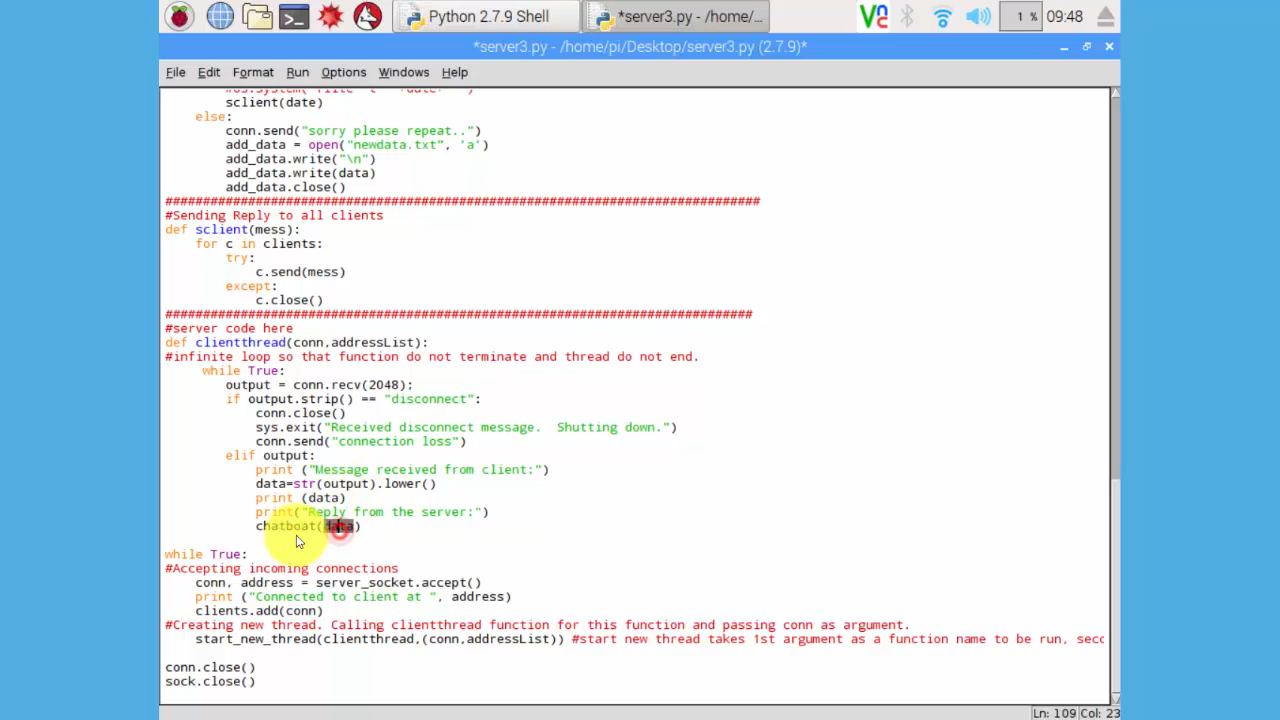 Python 2.7.9 Shell
*server3.py - /home/...
VNC
1 %
09:48
*server3.py - /home/pi/Desktop/server3.py (2.7.9)*
File Edit Format Run Options Windows Help
sclient(date)
else:
conn.send("sorry please repeat..")
add_data = open("newdata.txt", 'a')
add_data.write("\n")
add_data.write(data)
add_data.close()
###############################################################################
#Sending Reply to all clients
def sclient(mess):
for c in clients:
try:
c.send(mess)
except:
c.close()
##############################################################################
#server code here
def clientthread(conn,addressList):
#infinite loop so that function do not terminate and thread do not end.
while True:
output = conn.recv(2048);
if output.strip() == "disconnect":
conn.close()
sys.exit("Received disconnect message.  Shutting down.")
conn.send("connection loss")
elif output:
print ("Message received from client:")
data=str(output).lower()
print (data)
print("Reply from the server:")
chatboat(data)
while True:
#Accepting incoming connections
conn, address = server_socket.accept()
print ("Connected to client at ", address)
clients.add(conn)
#Creating new thread. Calling clientthread function for this function and passing conn as argument.
start_new_thread(clientthread,(conn,addressList)) #start new thread takes 1st argument as a function name to be run, seco
conn.close()
sock.close()
Ln: 109 Col: 23